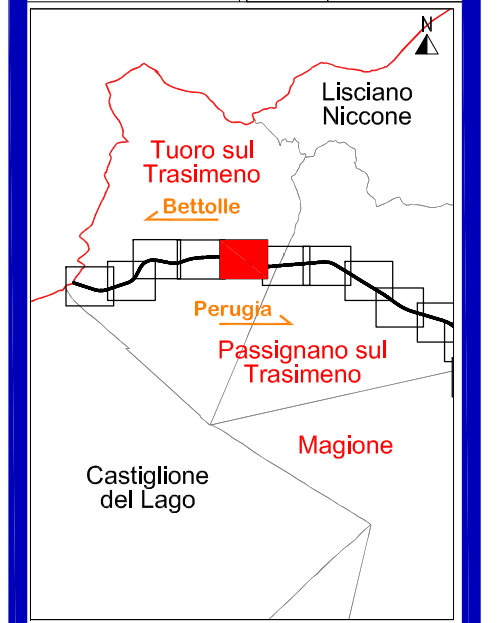 N
Lisciano
Niccone
Tuoro sul
Trasimeno
Bettolle
Perugia
Passignano sul
Trasimeno
Magione
Castiglione
del Lago